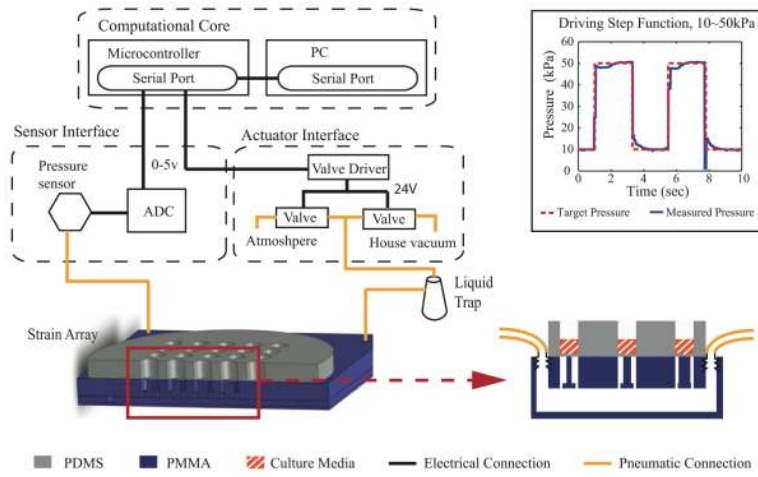 Computational Core
Microcontroller
PC
Serial Port
Serial Port
Sensor Interface
Actuator Interface
Pressure
sensor
0-5v
ADC
Valve Driver
24V
Valve
Valve
Atmoshpere
House vacuum
Liquid
Trap
Strain Array
Driving Step Function, 10~50kPa
Pressure (kPa)
60
50
40
30
20
10
0
0 2 4 6 8 10
Time (sec)
Target Pressure
Measured Pressure
PDMS
PMMA
Culture Media
Electrical Connection
Pneumatic Connection